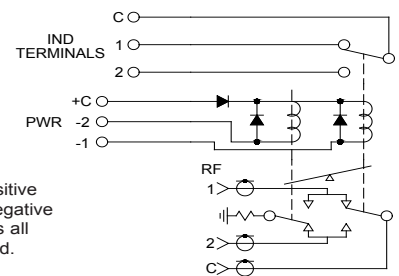 C
IND
TERMINALS
1
2
+C
PWR -2
-1
RF
1
2
C
sitive
egative
s all
d.